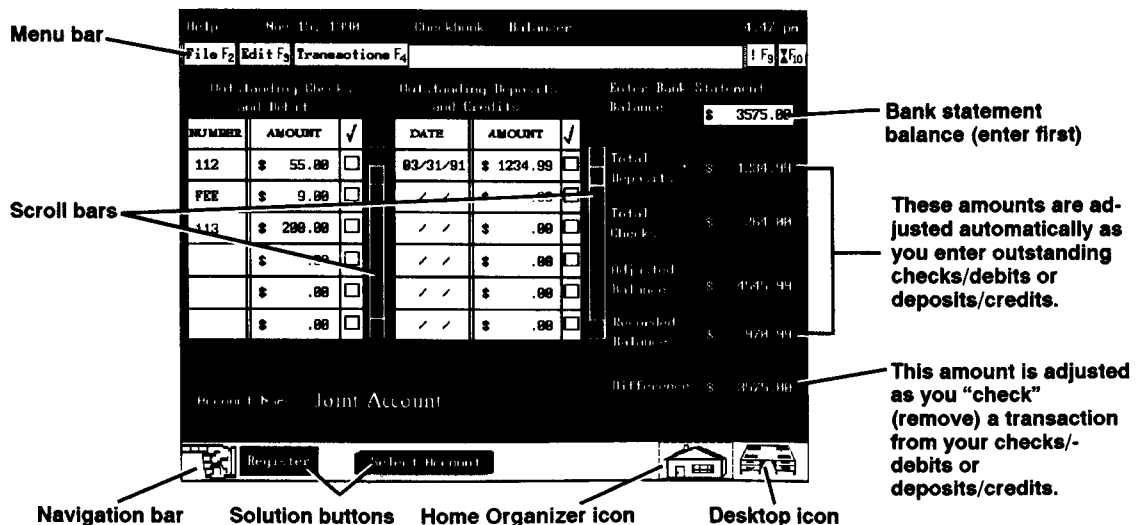 Menu bar
Help Nov 15, 1990 Checkbook Balancer 4:47 pm
File F2 Edit F3 Transactions F4 ! F9 F10
Outstanding Checks and Debit
Outstanding Deposits and Credits
Enter Bank Statement
Balance $ 3575.00
Bank statement
balance (enter first)
NUMBER AMOUNT √ DATE AMOUNT √
112 $ 55.00 03/31/91 $ 1234.99
FEE $ 9.00 / / $ .00
113 $ 200.00 / / $ .00
$ .00 / / $ .00
$ .00 / / $ .00
$ .00 / / $ .00
Scroll bars
Total
Deposits $ 1234.99
Total
Checks $ 264.00
Adjusted
Balance $ 4545.99
Recorded
Balance $ 970.99
Difference $ 3575.00
These amounts are ad-
justed automatically as
you enter outstanding
checks/debits or
deposits/credits.
This amount is adjusted
as you “check”
(remove) a transaction
from your checks/-
debits or
deposits/credits.
Account Name Joint Account
Register Select Account
Navigation bar Solution buttons Home Organizer icon Desktop icon